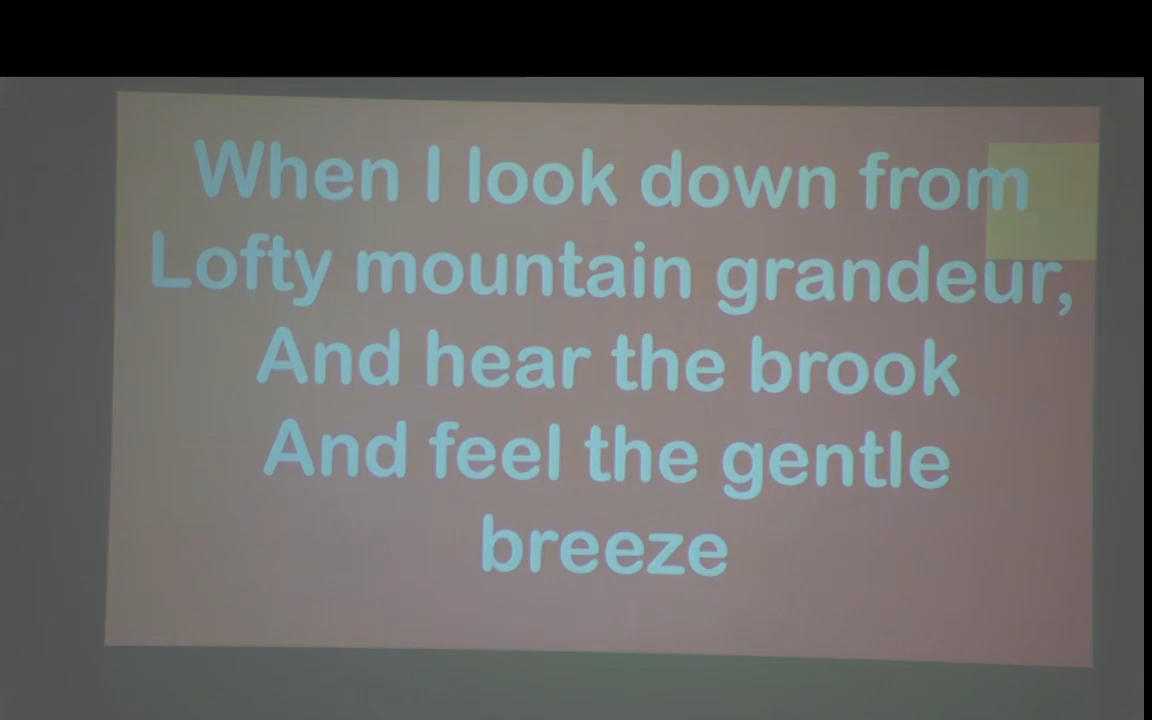 When I look down from
Lofty mountain grandeur,
And hear the brook
And feel the gentle
breeze